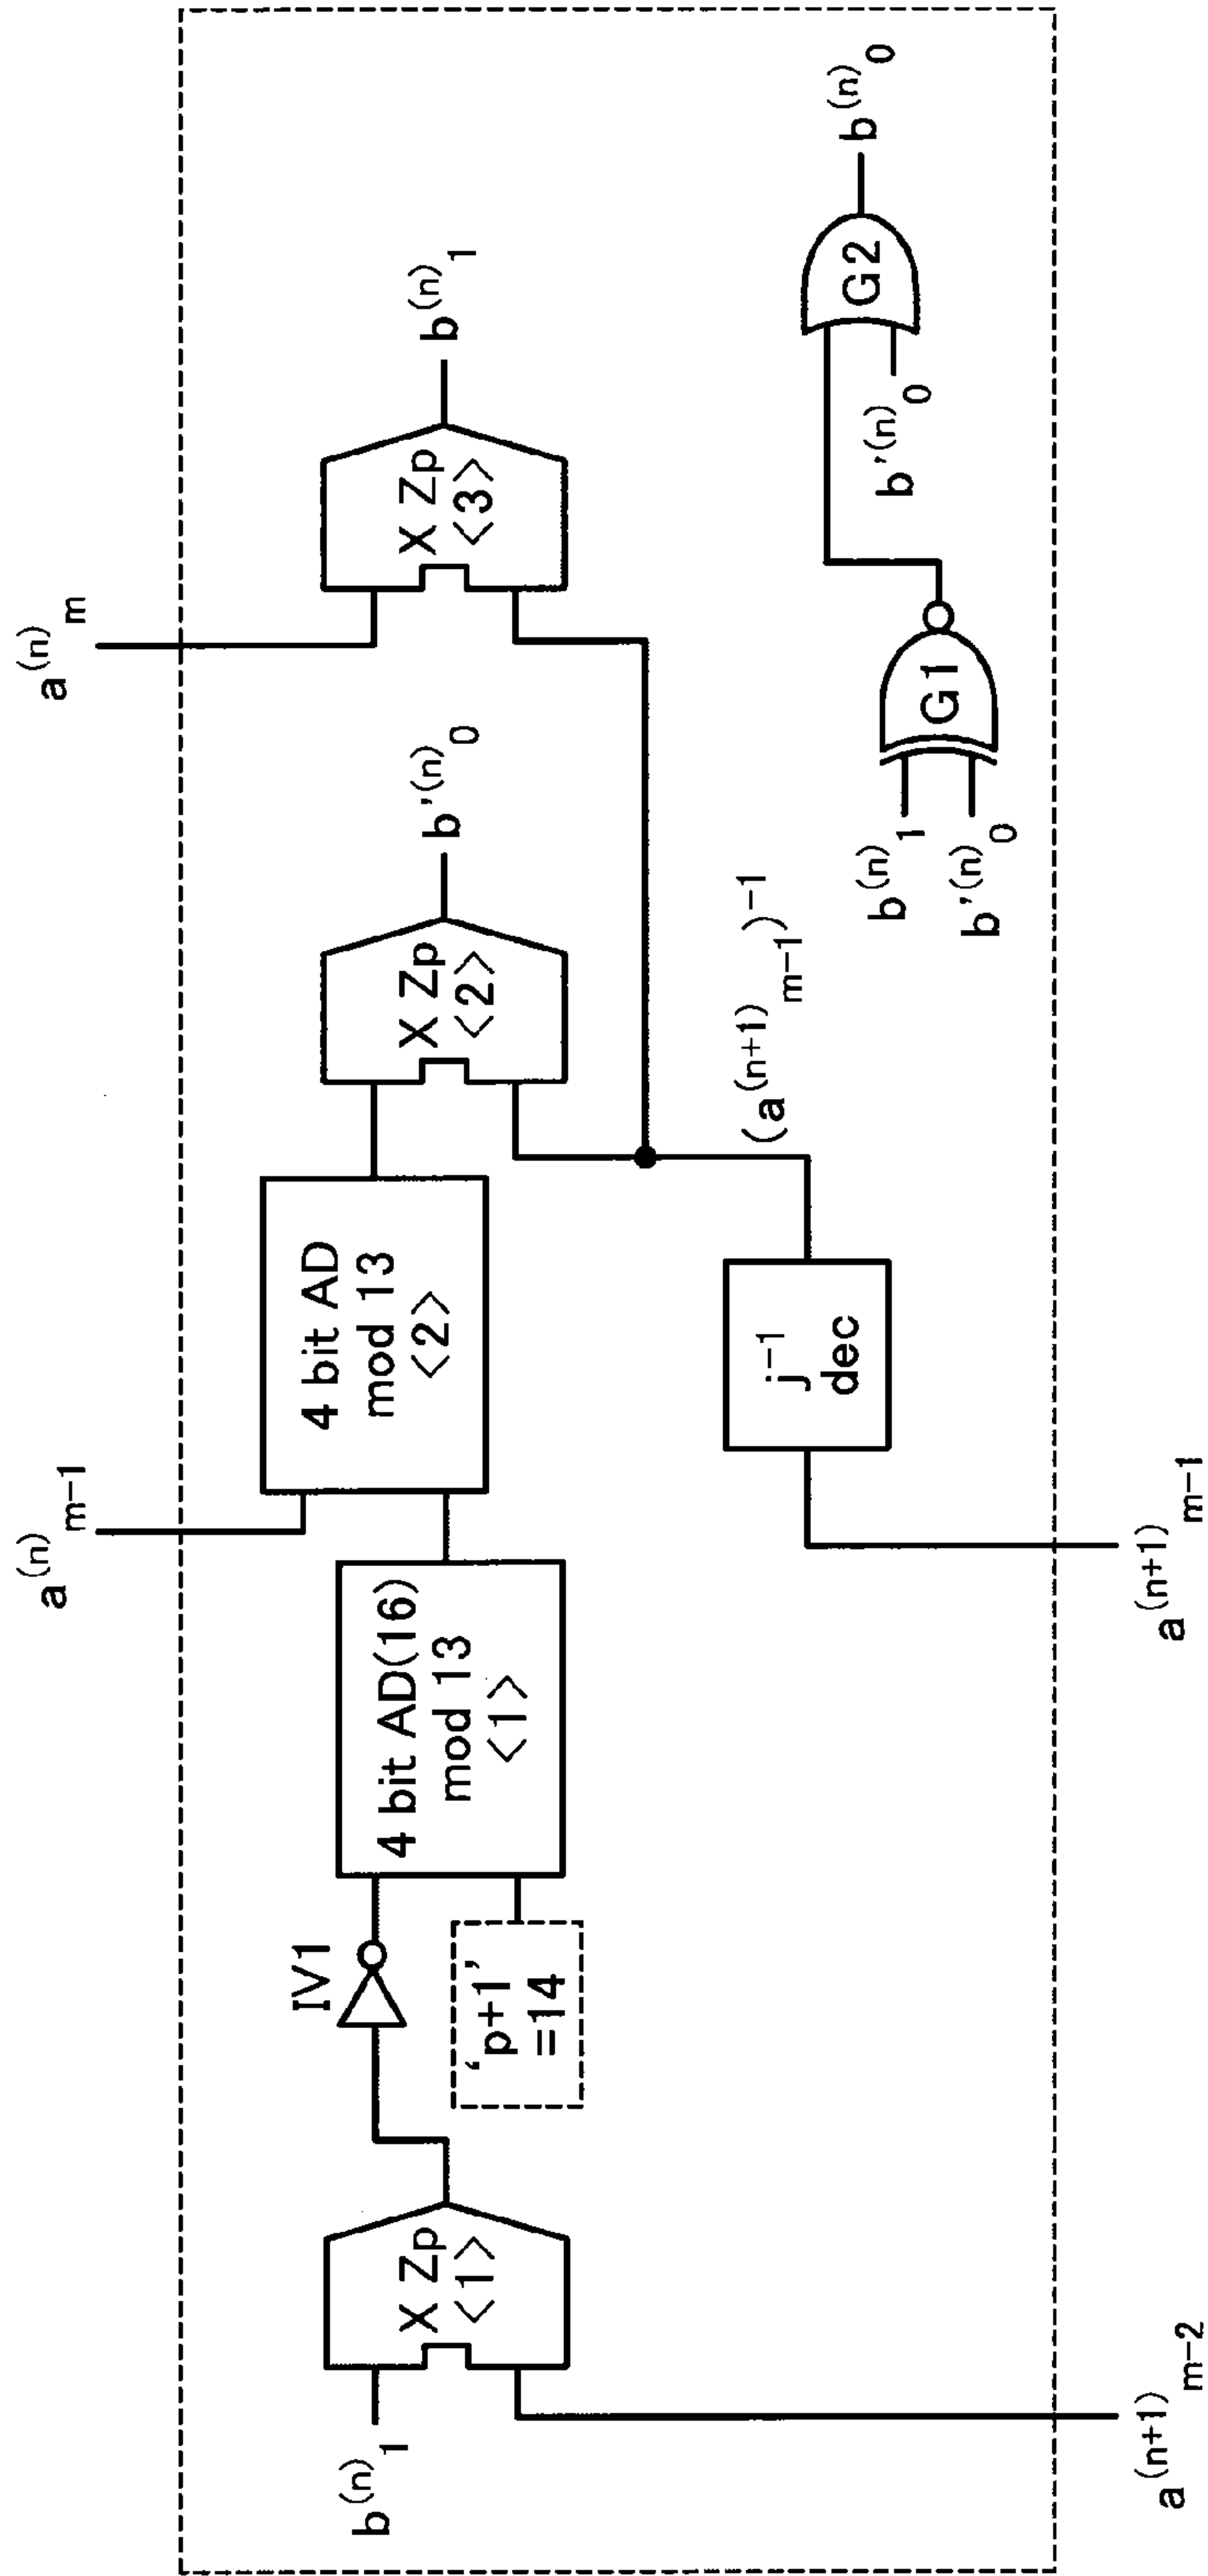 a(n) m-1
a(n) m
b(n) 1
X Zp
<1>
IV1
‘p+1’
=14
4 bit AD(16)
mod 13
<1>
4 bit AD
mod 13
<2>
X Zp
<2>
b'(n) 0
X Zp
<3>
b(n) 1
j-1
dec
(a(n+1) m-1)-1
b(n) 1
b'(n) 0
G1
b'(n) 0
G2
b(n) 0
a(n+1) m-2
a(n+1) m-1